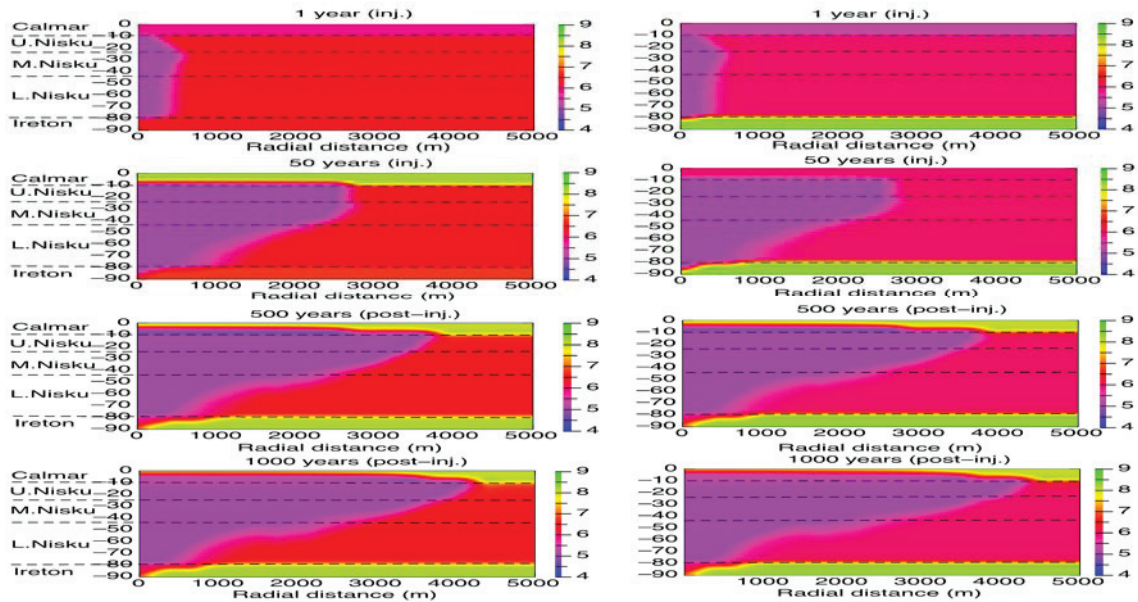 1 year (inj.)
Calmar
U.Nisku
M.Nisku
L.Nisku
Ireton
0
−10
−20
−30
−40
−50
−60
−70
−80
−90
0 1000 2000 3000 4000 5000
Radial distance (m)
9
8
7
6
5
4
1 year (inj.)
0
−10
−20
−30
−40
−50
−60
−70
−80
−90
0 1000 2000 3000 4000 5000
Radial distance (m)
9
8
7
6
5
4
50 years (inj.)
Calmar
U.Nisku
M.Nisku
L.Nisku
Ireton
0
−10
−20
−30
−40
−50
−60
−70
−80
−90
0 1000 2000 3000 4000 5000
Radial distance (m)
9
8
7
6
5
4
50 years (inj.)
0
−10
−20
−30
−40
−50
−60
−70
−80
−90
0 1000 2000 3000 4000 5000
Radial distance (m)
9
8
7
6
5
4
500 years (post−inj.)
Calmar
U.Nisku
M.Nisku
L.Nisku
Ireton
0
−10
−20
−30
−40
−50
−60
−70
−80
−90
0 1000 2000 3000 4000 5000
Radial distance (m)
9
8
7
6
5
4
500 years (post−inj.)
0
−10
−20
−30
−40
−50
−60
−70
−80
−90
0 1000 2000 3000 4000 5000
Radial distance (m)
9
8
7
6
5
4
1000 years (post−inj.)
Calmar
U.Nisku
M.Nisku
L.Nisku
Ireton
0
−10
−20
−30
−40
−50
−60
−70
−80
−90
0 1000 2000 3000 4000 5000
Radial distance (m)
9
8
7
6
5
4
1000 years (post−inj.)
0
−10
−20
−30
−40
−50
−60
−70
−80
−90
0 1000 2000 3000 4000 5000
Radial distance (m)
9
8
7
6
5
4